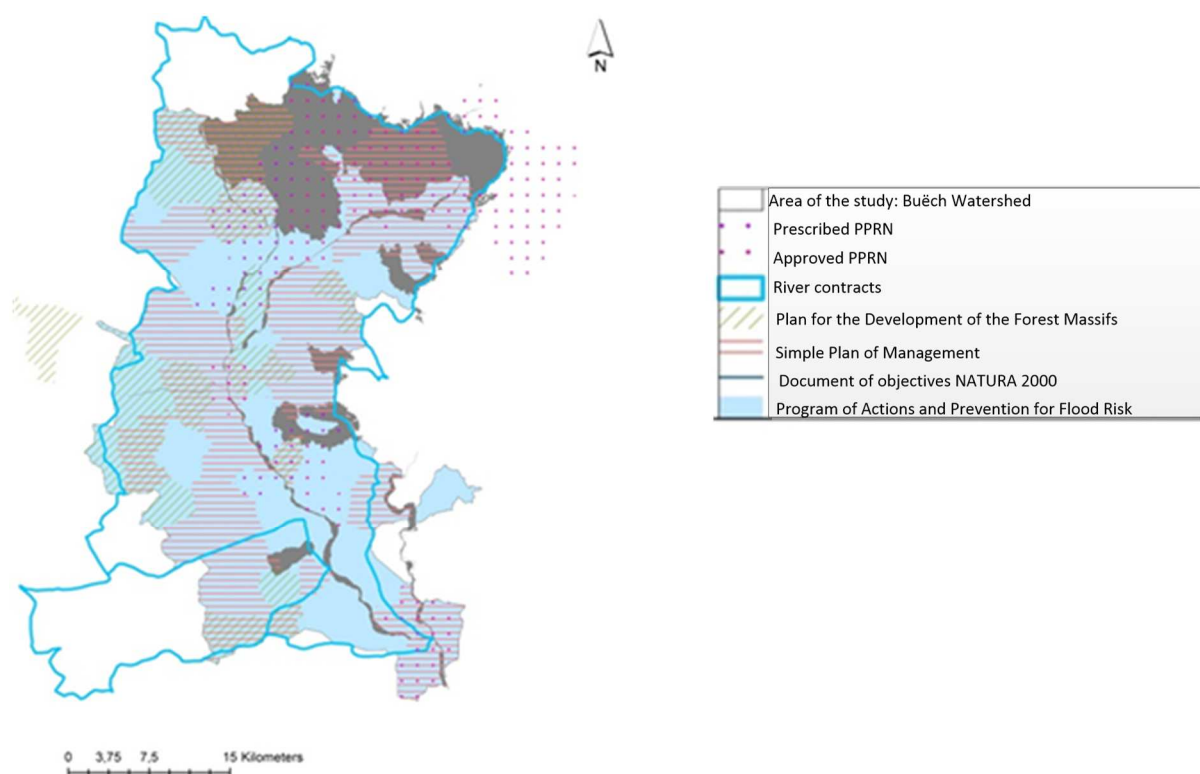 N
Area of the study: Buëch Watershed
Prescribed PPRN
Approved PPRN
River contracts
Plan for the Development of the Forest Massifs
Simple Plan of Management
Document of objectives NATURA 2000
Program of Actions and Prevention for Flood Risk
0 3,75 7,5 15 Kilometers